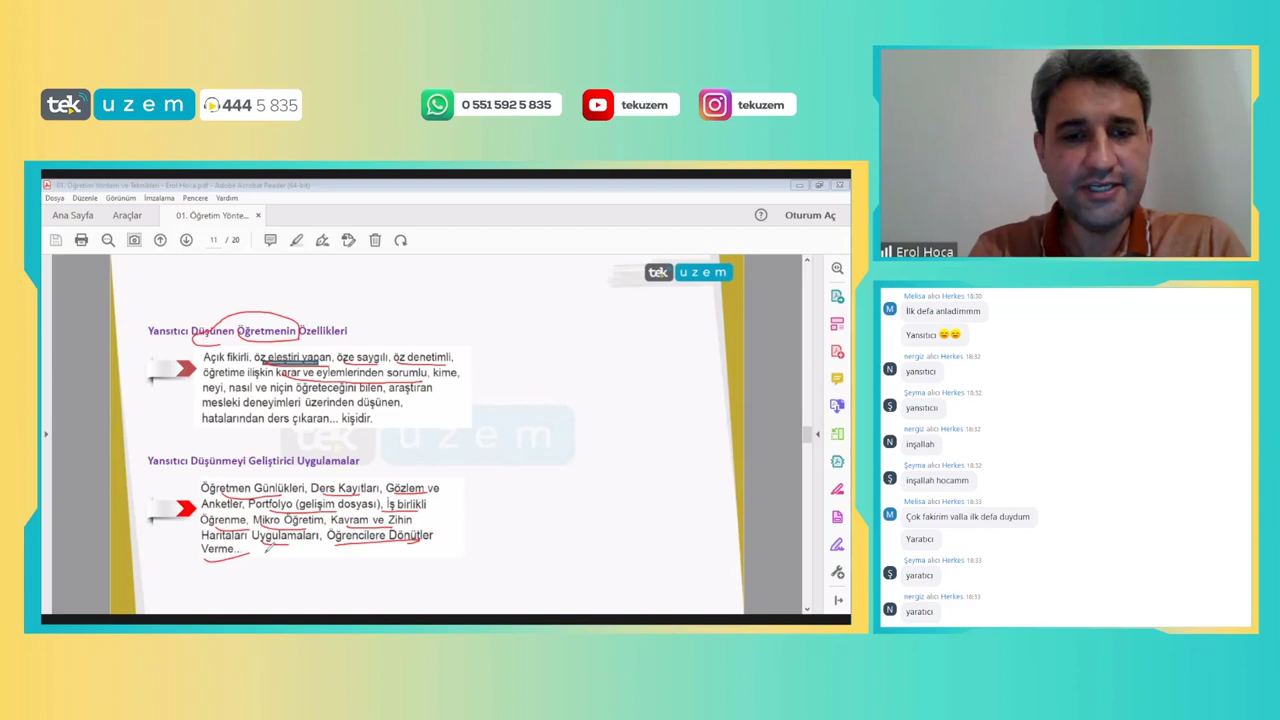 tek uzem 444 5 835
0 551 592 5 835
tekuzem
tekuzem
01. Öğretim Yöntem ve Teknikleri - Erol Hoca.pdf - Adobe Acrobat Reader (64-bit)
Dosya Düzenle Görünüm İmzalama Pencere Yardım
Ana Sayfa Araçlar 01. Öğretim Yönte... × Oturum Aç
11 / 20
tek uzem
Yansıtıcı Düşünen Öğretmenin Özellikleri
Açık fikirli, öz eleştiri yapan, öze saygılı, öz denetimli,
öğretime ilişkin karar ve eylemlerinden sorumlu, kime,
neyi, nasıl ve niçin öğreteceğini bilen, araştıran
mesleki deneyimleri üzerinden düşünen,
hatalarından ders çıkaran... kişidir.
tek uzem
Yansıtıcı Düşünmeyi Geliştirici Uygulamalar
Öğretmen Günlükleri, Ders Kayıtları, Gözlem ve
Anketler, Portfolyo (gelişim dosyası), İş birlikli
Öğrenme, Mikro Öğretim, Kavram ve Zihin
Haritaları Uygulamaları, Öğrencilere Dönütler
Verme...
Erol Hoca
Melisa alıcı Herkes 18:30
M İlk defa anladimmm
Yansıtıcı
nergiz alıcı Herkes 18:32
N yansıtıcı
Şeyma alıcı Herkes 18:32
Ş yansıtıcıı
nergiz alıcı Herkes 18:32
N inşallah
Şeyma alıcı Herkes 18:32
Ş inşallah hocamm
Melisa alıcı Herkes 18:33
M Çok fakirim valla ilk defa duydum
Yaratıcı
Şeyma alıcı Herkes 18:33
Ş yaratıcı
nergiz alıcı Herkes 18:33
N yaratıcı